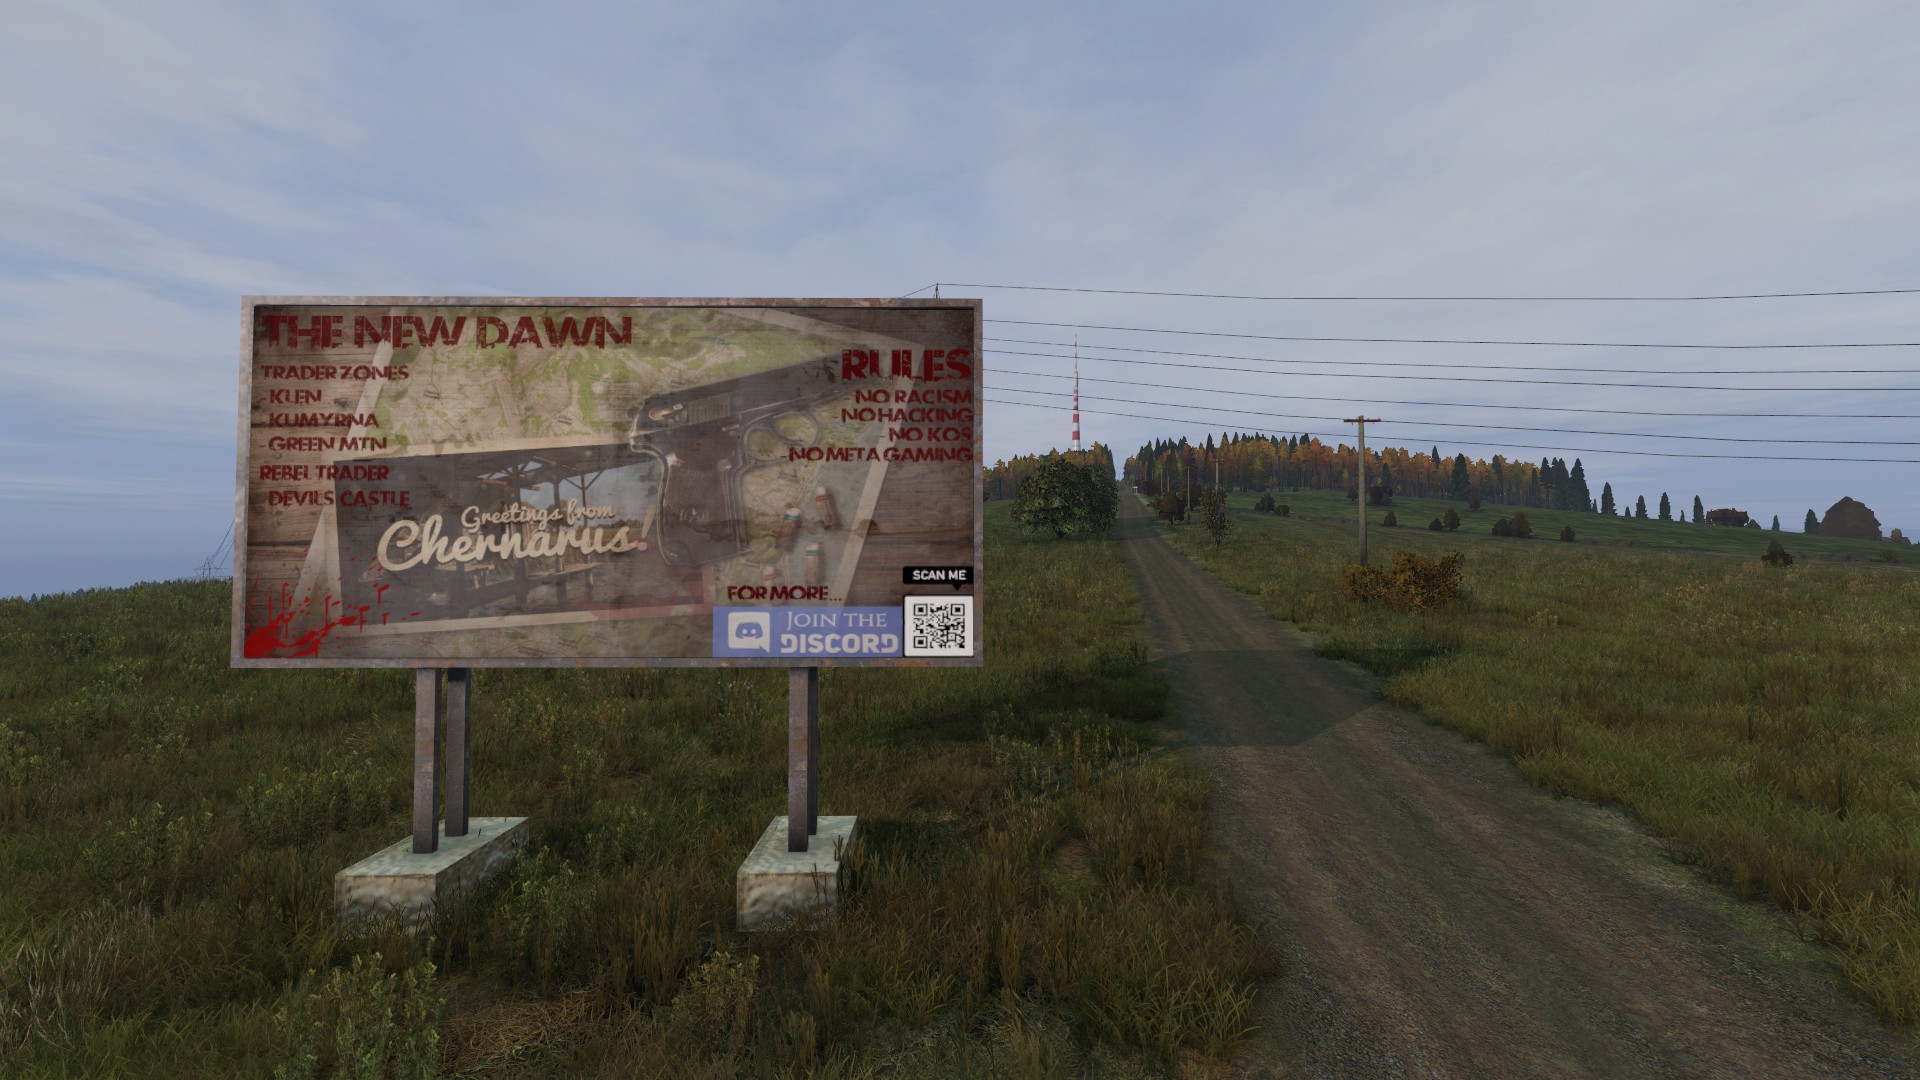 THE NEW DAWN
TRADER ZONES
- KLEN
- KUMYRNA
- GREEN MTN
REBEL TRADER
- DEVILS CASTLE
Greetings from
Chernarus!
RULES
- NO RACISM
- NO HACKING
- NO KOS
- NO META GAMING
FOR MORE...
JOIN THE
DISCORD
SCAN ME